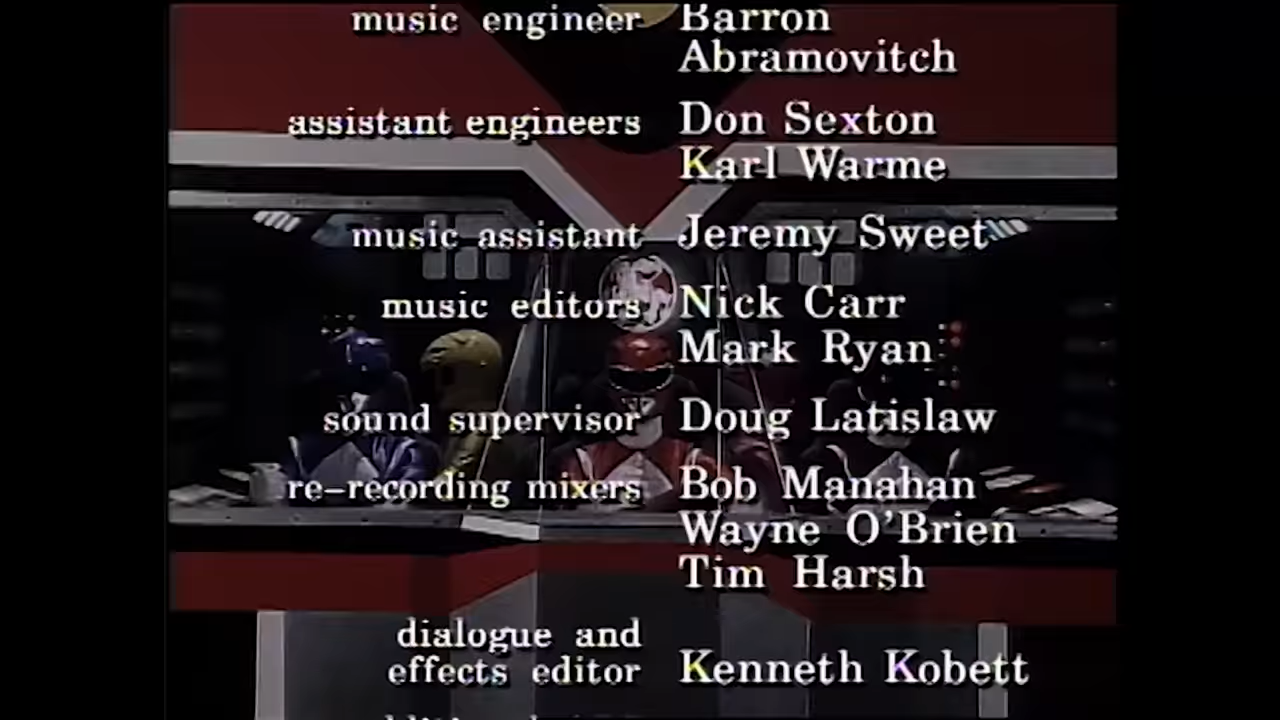 music engineer Barron
Abramovitch
assistant engineers Don Sexton
Karl Warme
music assistant Jeremy Sweet
music editors Nick Carr
Mark Ryan
sound supervisor Doug Latislaw
re-recording mixers Bob Manahan
Wayne O'Brien
Tim Harsh
dialogue and
effects editor Kenneth Kobett